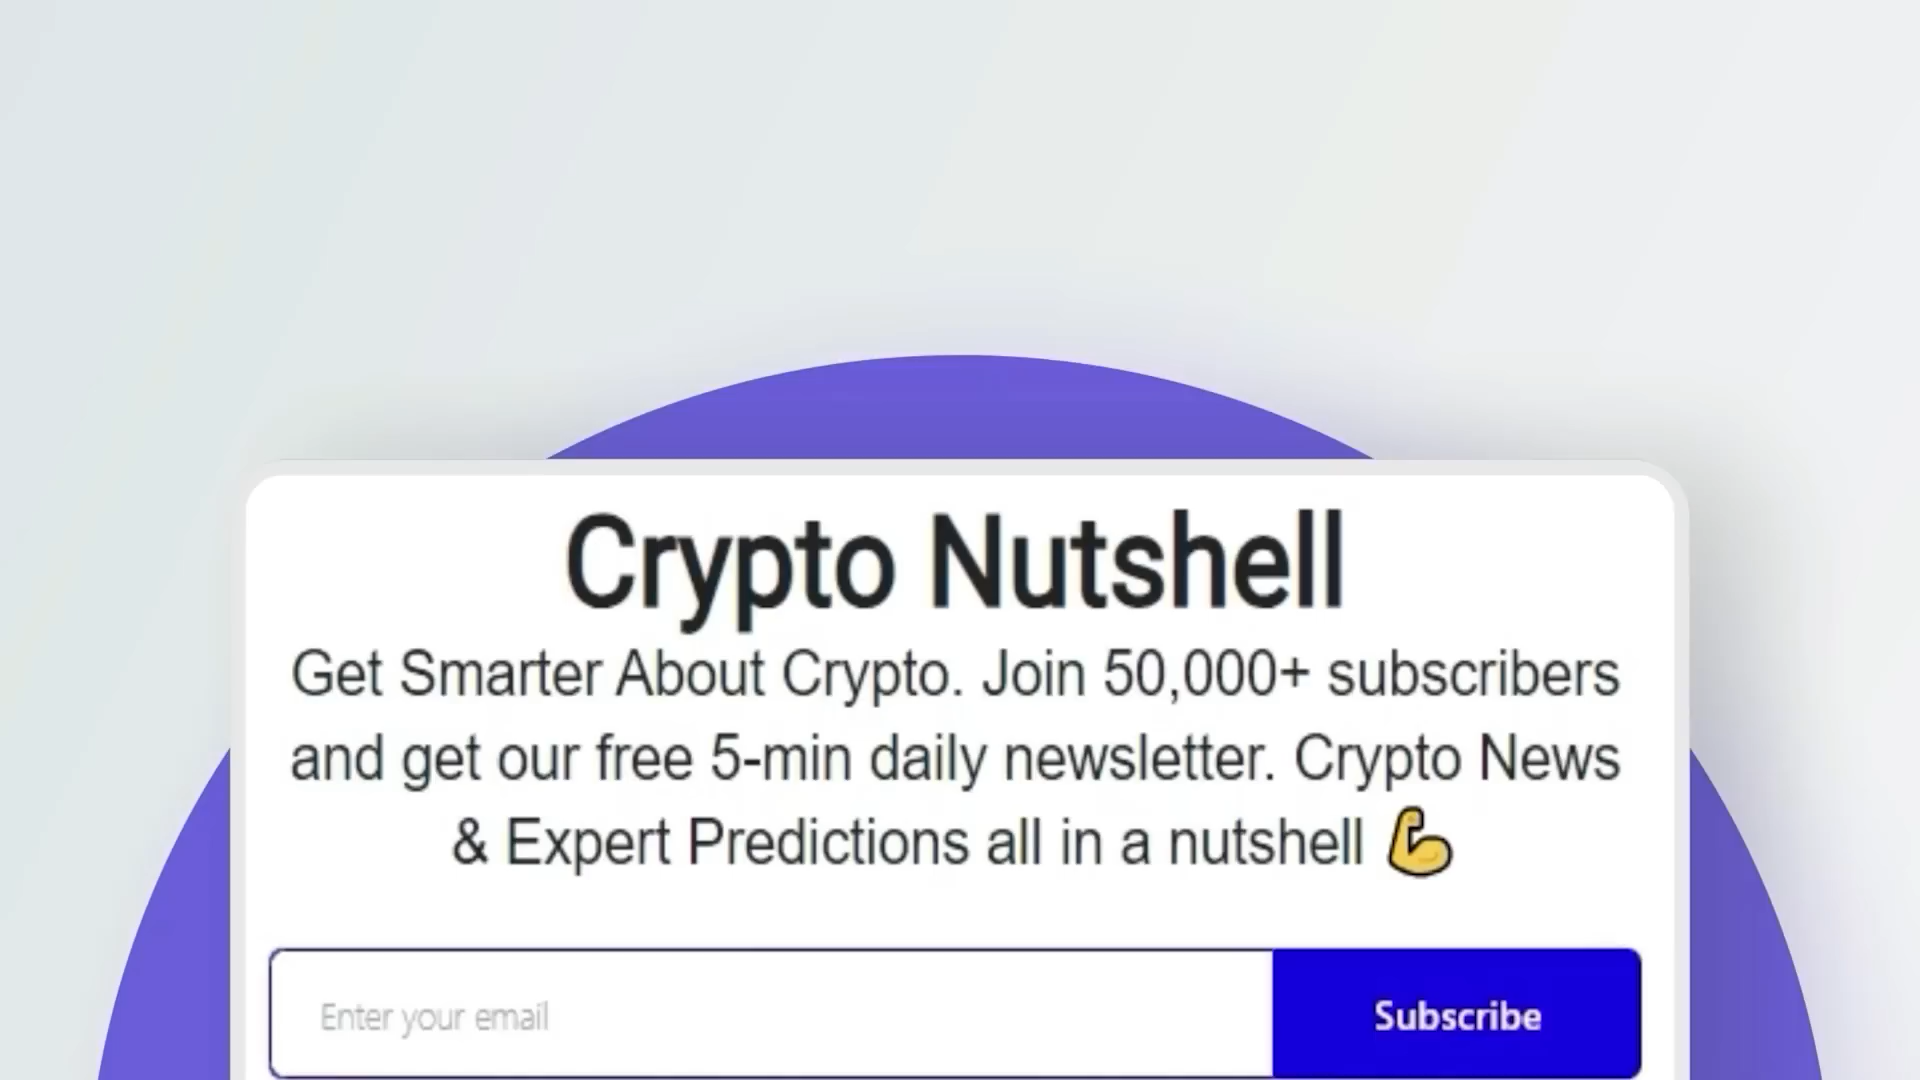 Crypto Nutshell
Get Smarter About Crypto. Join 50,000+ subscribers
and get our free 5-min daily newsletter. Crypto News
& Expert Predictions all in a nutshell 💪
Enter your email
Subscribe